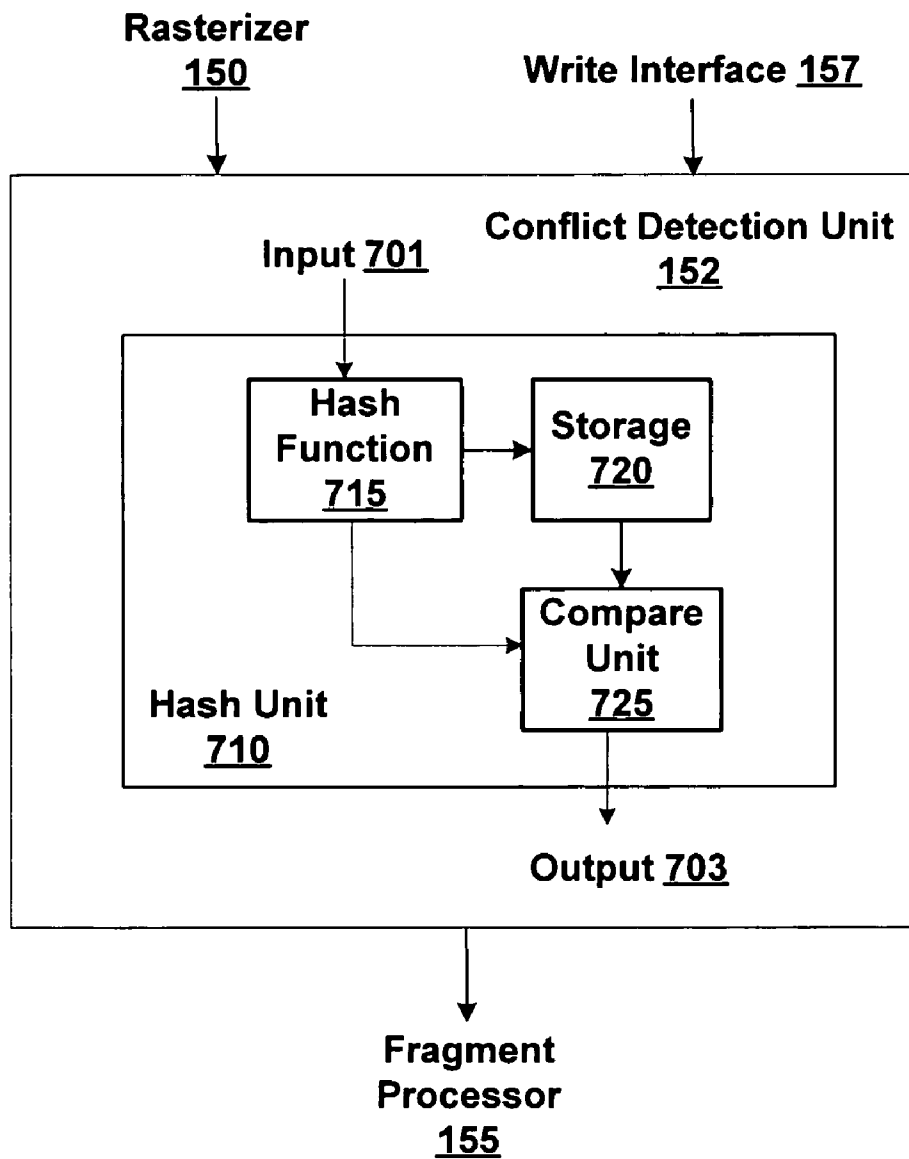 Rasterizer
150
Write Interface 157
Conflict Detection Unit
152
Input 701
Hash
Function
715
Storage
720
Compare
Unit
725
Hash Unit
710
Output 703
Fragment
Processor
155